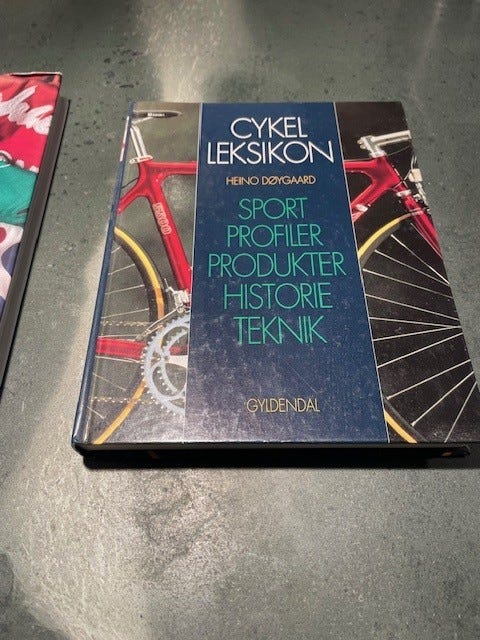 CYKEL
LEKSIKON
HEINO DØYGAARD
SPORT
PROFILER
PRODUKTER
HISTORIE
TEKNIK
GYLDENDAL